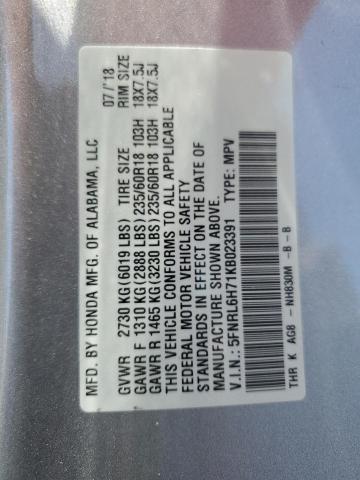 MFD. BY HONDA MFG. OF ALABAMA, LLC 07/'18
GVWR 2730 KG (6019 LBS) TIRE SIZE RIM SIZE
GAWR F 1310 KG (2888 LBS) 235/60R18 103H 18X7.5J
GAWR R 1465 KG (3230 LBS) 235/60R18 103H 18X7.5J
THIS VEHICLE CONFORMS TO ALL APPLICABLE
FEDERAL MOTOR VEHICLE SAFETY
STANDARDS IN EFFECT ON THE DATE OF
MANUFACTURE SHOWN ABOVE.
V.I.N.: 5FNRL6H71KB023391 TYPE: MPV
THR K AG8 - NH830M -B - B